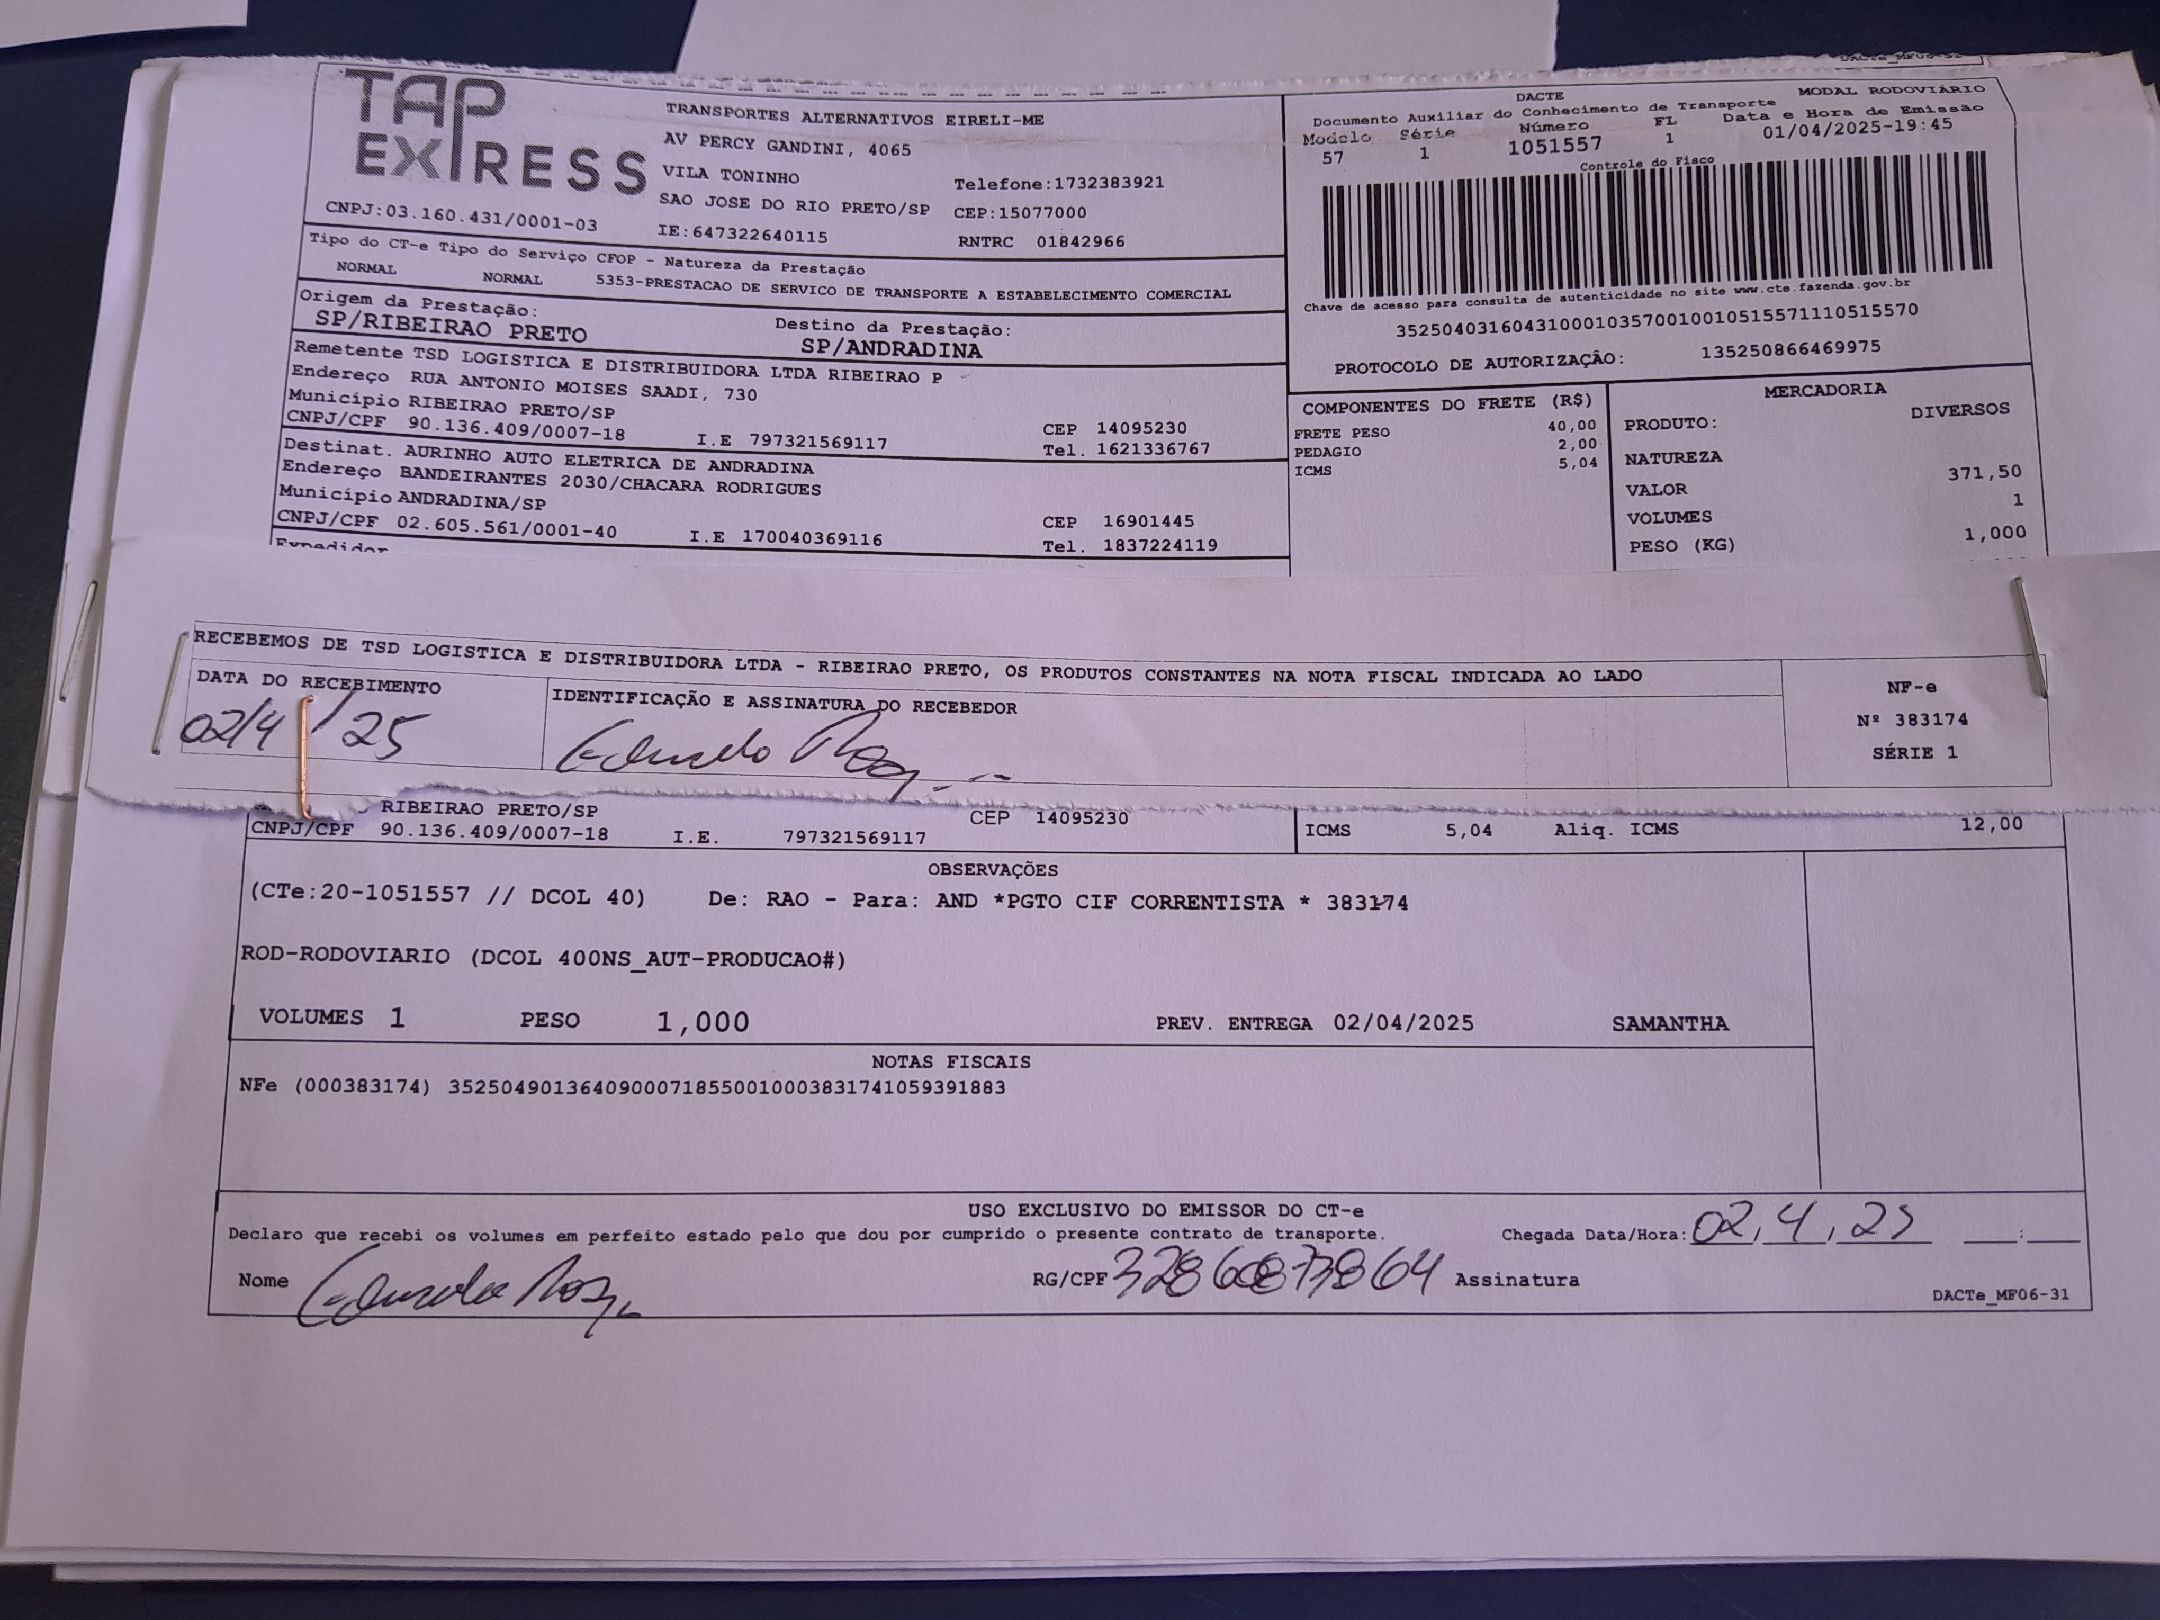 TAP
EXPRESS
TRANSPORTES ALTERNATIVOS EIRELI-ME
AV PERCY GANDINI, 4065
VILA TONINHO Telefone:1732383921
SAO JOSE DO RIO PRETO/SP CEP:15077000
CNPJ:03.160.431/0001-03 IE:647322640115 RNTRC 01842966
DACTE MODAL RODOVIÁRIO
Documento Auxiliar do Conhecimento de Transporte
Modelo Série Número FL Data e Hora de Emissão
57 1 1051557 1 01/04/2025-19:45
Controle do Fisco
Chave de acesso para consulta de autenticidade no site www.cte.fazenda.gov.br
35250403160431000103570010010515571110515570
PROTOCOLO DE AUTORIZAÇÂO: 135250866469975
Tipo do CT-e Tipo do Serviço CFOP - Natureza da Prestação
NORMAL NORMAL 5353-PRESTACAO DE SERVICO DE TRANSPORTE A ESTABELECIMENTO COMERCIAL
Origem da Prestação: Destino da Prestação:
SP/RIBEIRAO PRETO SP/ANDRADINA
Remetente TSD LOGISTICA E DISTRIBUIDORA LTDA RIBEIRAO P
Endereço RUA ANTONIO MOISES SAADI, 730
Município RIBEIRAO PRETO/SP CEP 14095230
CNPJ/CPF 90.136.409/0007-18 I.E 797321569117 Tel. 1621336767
Destinat. AURINHO AUTO ELETRICA DE ANDRADINA
Endereço BANDEIRANTES 2030/CHACARA RODRIGUES
Município ANDRADINA/SP CEP 16901445
CNPJ/CPF 02.605.561/0001-40 I.E 170040369116 Tel. 1837224119
Expedidor
COMPONENTES DO FRETE (R$)
FRETE PESO 40,00
PEDAGIO 2,00
ICMS 5,04
MERCADORIA
PRODUTO: DIVERSOS
NATUREZA
VALOR 371,50
VOLUMES 1
PESO (KG) 1,000
RECEBEMOS DE TSD LOGISTICA E DISTRIBUIDORA LTDA - RIBEIRAO PRETO, OS PRODUTOS CONSTANTES NA NOTA FISCAL INDICADA AO LADO
DATA DO RECEBIMENTO IDENTIFICAÇÃO E ASSINATURA DO RECEBEDOR
02/4/25 Eduardo
NF-e
Nº 383174
SÉRIE 1
RIBEIRAO PRETO/SP CEP 14095230
CNPJ/CPF 90.136.409/0007-18 I.E. 797321569117
ICMS 5,04 Aliq. ICMS 12,00
OBSERVAÇÕES
(CTe:20-1051557 // DCOL 40) De: RAO - Para: AND *PGTO CIF CORRENTISTA * 383174
ROD-RODOVIARIO (DCOL 400NS_AUT-PRODUCAO#)
VOLUMES 1 PESO 1,000 PREV. ENTREGA 02/04/2025 SAMANTHA
NOTAS FISCAIS
NFe (000383174) 35250490136409000718550010003831741059391883
USO EXCLUSIVO DO EMISSOR DO CT-e
Declaro que recebi os volumes em perfeito estado pelo que dou por cumprido o presente contrato de transporte. Chegada Data/Hora: 02, 4, 25 :
Nome Eduardo RG/CPF Assinatura
DACTe_MF06-31